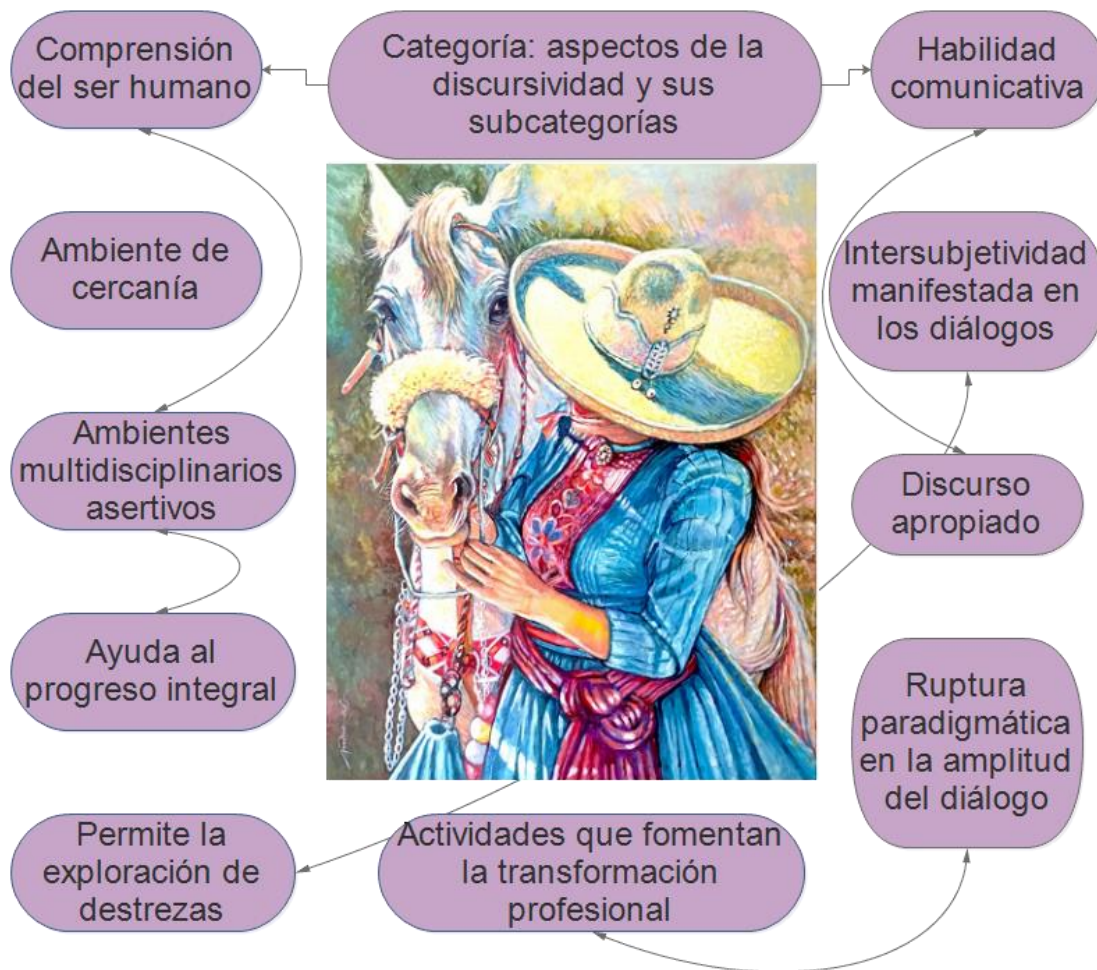 Comprensión
del ser humano
Categoría: aspectos de la
discursividad y sus
subcategorías
Habilidad
comunicativa
Ambiente de
cercanía
Intersubjetividad
manifestada en
los diálogos
Ambientes
multidisciplinarios
asertivos
Discurso
apropiado
Ayuda al
progreso integral
Ruptura
paradigmática
en la amplitud
del diálogo
Permite la
exploración de
destrezas
Actividades que fomentan
la transformación
profesional